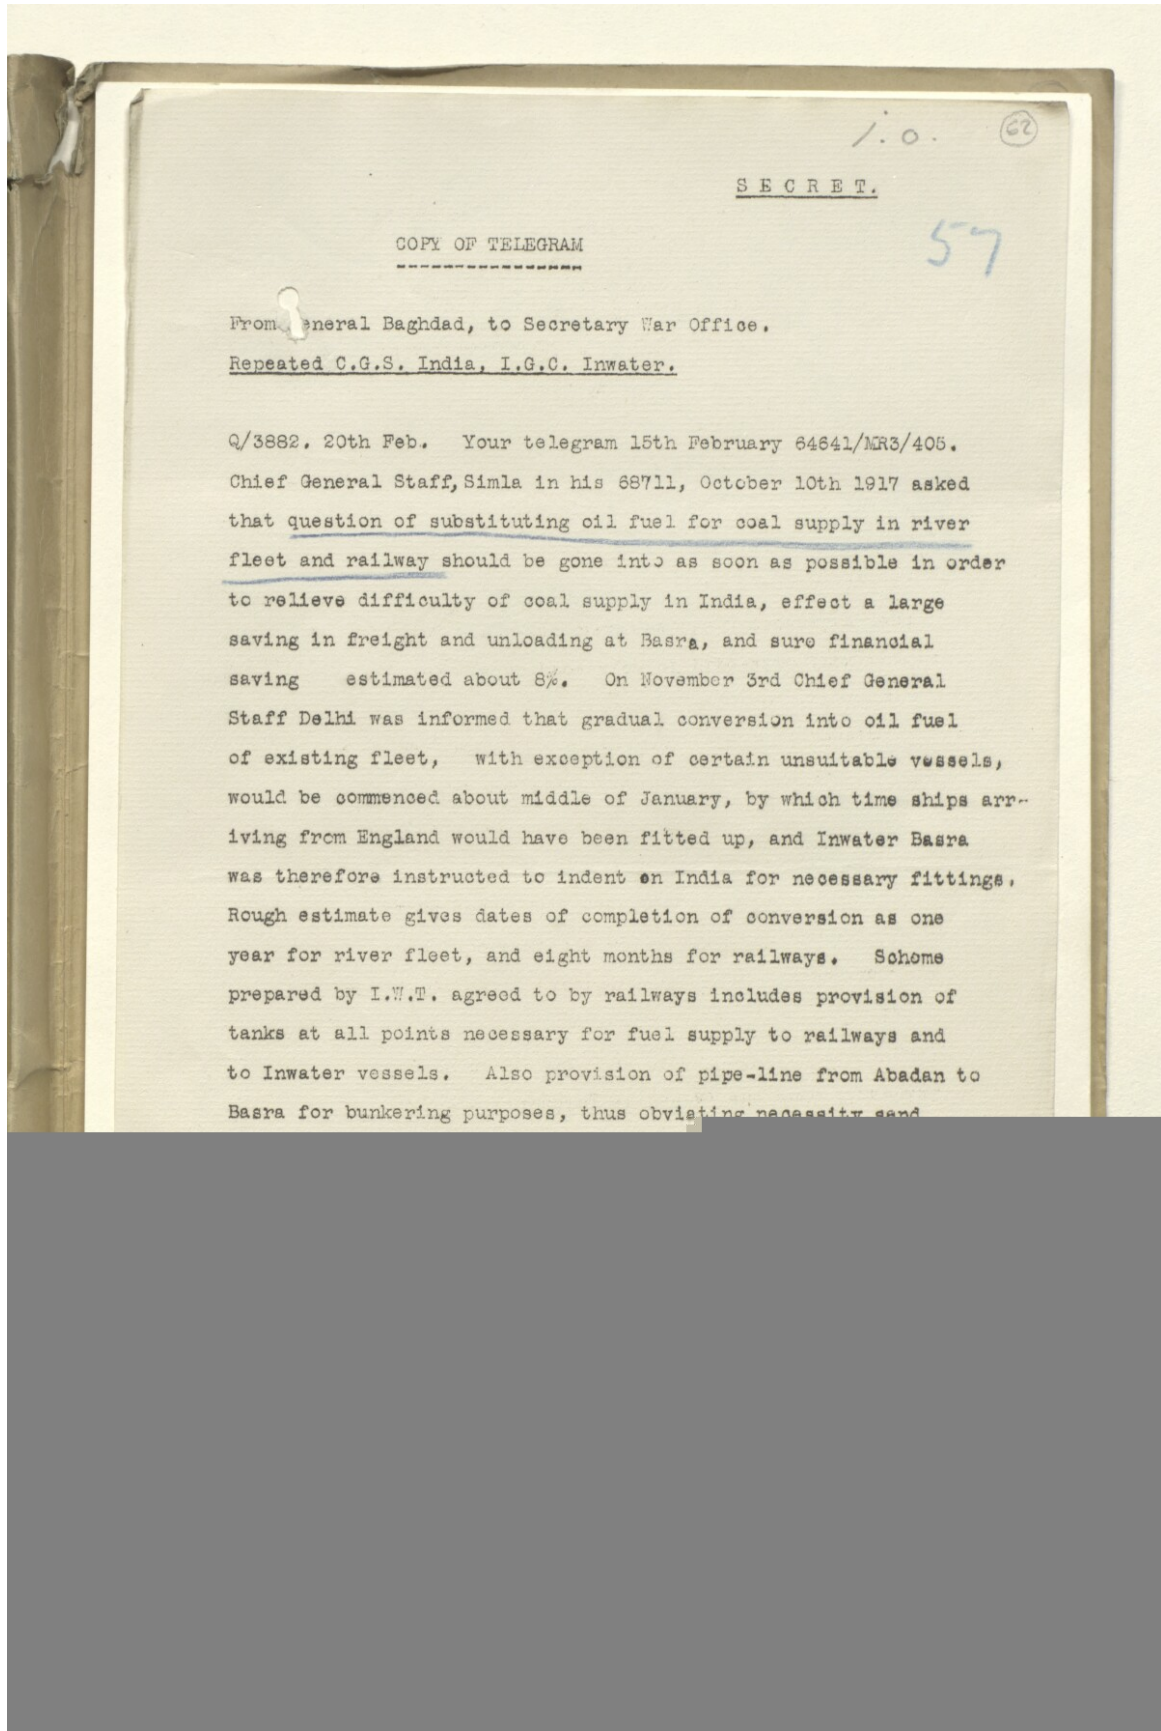 i.o.
62
SECRET.
57
COPY OF TELEGRAM
From General Baghdad, to Secretary War Office.
Repeated C.G.S. India, I.G.C. Inwater.
Q/3882. 20th Feb. Your telegram 15th February 64641/MR3/405.
Chief General Staff, Simla in his 68711, October 10th 1917 asked
that question of substituting oil fuel for coal supply in river
fleet and railway should be gone into as soon as possible in order
to relieve difficulty of coal supply in India, effect a large
saving in freight and unloading at Basra, and sure financial
saving estimated about 8%. On November 3rd Chief General
Staff Delhi was informed that gradual conversion into oil fuel
of existing fleet, with exception of certain unsuitable vessels,
would be commenced about middle of January, by which time ships arr-
iving from England would have been fitted up, and Inwater Basra
was therefore instructed to indent on India for necessary fittings.
Rough estimate gives dates of completion of conversion as one
year for river fleet, and eight months for railways. Scheme
prepared by I.W.T. agreed to by railways includes provision of
tanks at all points necessary for fuel supply to railways and
to Inwater vessels. Also provision of pipe-line from Abadan to
Basra for bunkering purposes, thus obviating necessity send